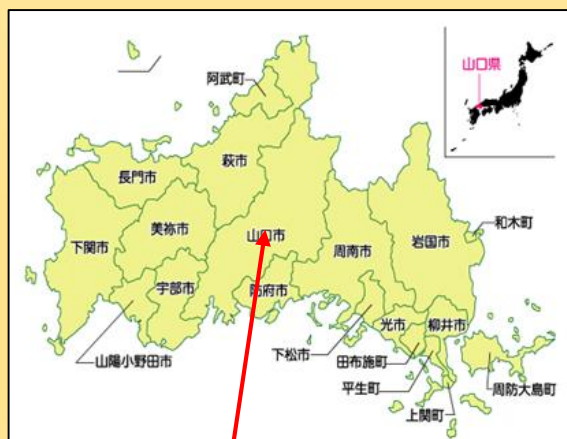 山口県
阿武町
萩市
長門市
和木町
美祢市
岩国市
下関市
山口市
周南市
宇部市
防府市
光市
柳井市
下松市
山陽小野田市
田布施町
周防大島町
平生町
上関町